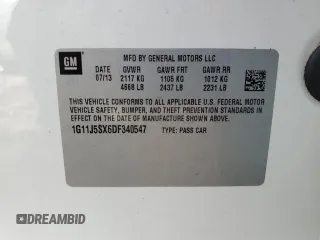 GM
MFD BY GENERAL MOTORS LLC
DATE GVWR GAWR FRT GAWR RR
07/13 2117 KG 1105 KG 1012 KG
4668 LB 2437 LB 2231 LB
THIS VEHICLE CONFORMS TO ALL APPLICABLE U.S. FEDERAL
MOTOR VEHICLE SAFETY, BUMPER, AND THEFT PREVENTION
STANDARDS IN EFFECT ON THE DATE OF MANUFACTURE
SHOWN ABOVE.
1G11J5SX6DF340547 TYPE: PASS CAR
DREAMBID